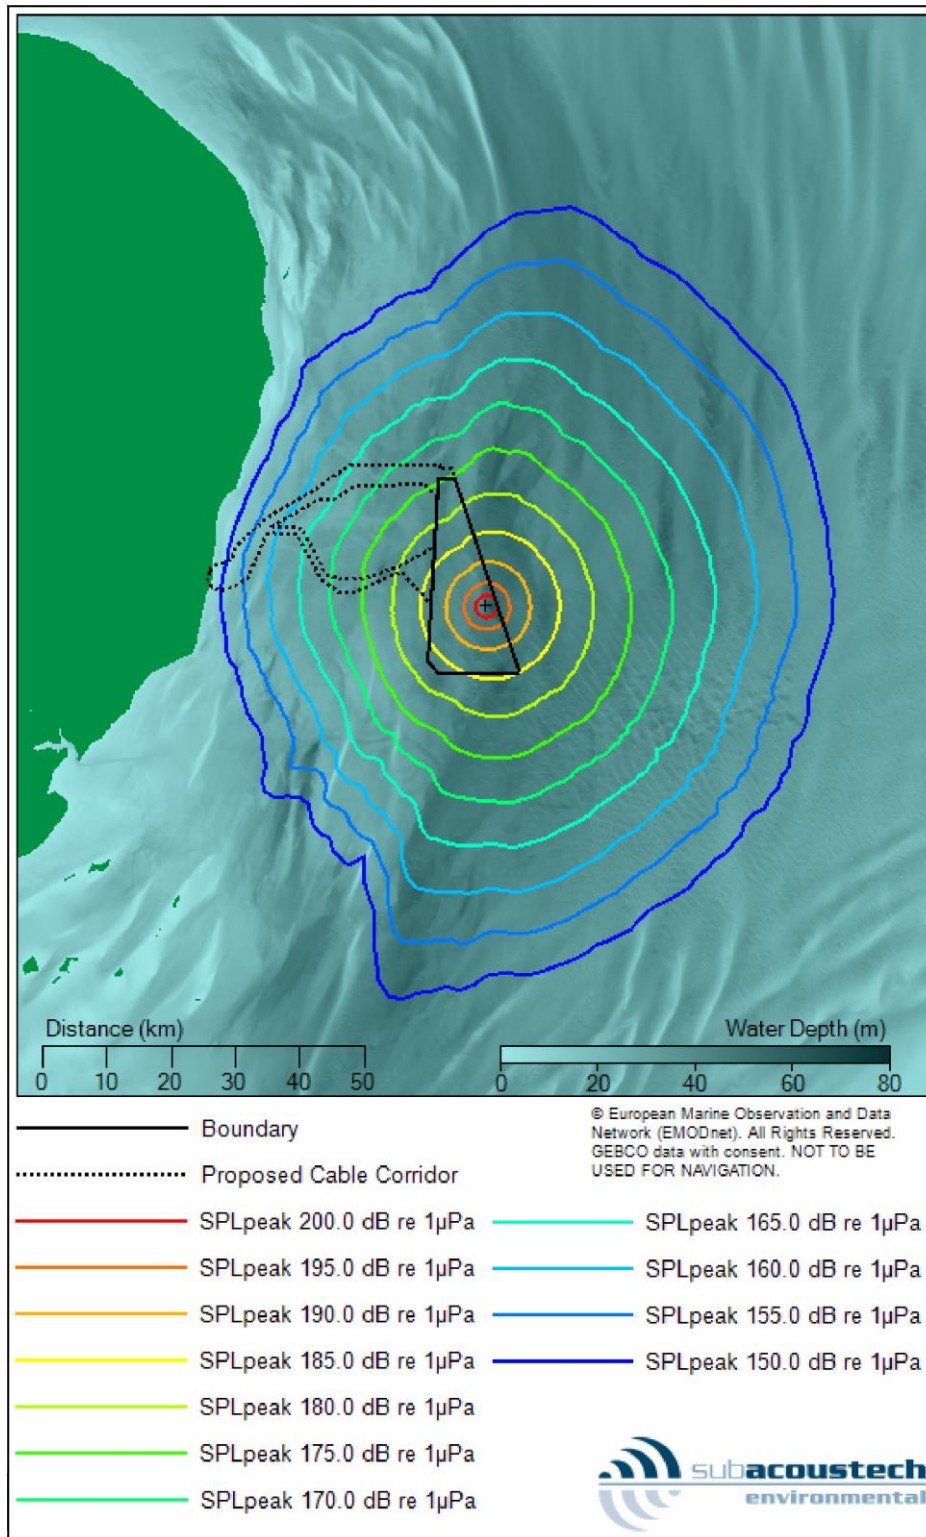 Distance (km)
0 10 20 30 40 50
Water Depth (m)
0 20 40 60 80
Boundary
Proposed Cable Corridor
SPLpeak 200.0 dB re 1µPa
SPLpeak 195.0 dB re 1µPa
SPLpeak 190.0 dB re 1µPa
SPLpeak 185.0 dB re 1µPa
SPLpeak 180.0 dB re 1µPa
SPLpeak 175.0 dB re 1µPa
SPLpeak 170.0 dB re 1µPa
© European Marine Observation and Data
Network (EMODnet). All Rights Reserved.
GEBCO data with consent. NOT TO BE
USED FOR NAVIGATION.
SPLpeak 165.0 dB re 1µPa
SPLpeak 160.0 dB re 1µPa
SPLpeak 155.0 dB re 1µPa
SPLpeak 150.0 dB re 1µPa
subacoustech
environmental